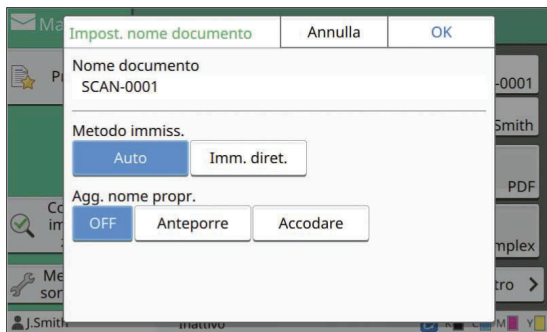 Impost. nome documento Annulla OK
Nome documento
SCAN-0001
-0001
Smith
Metodo immiss.
Auto Imm. diret.
PDF
Agg. nome propr.
OFF Anteporre Accodare
mplex
tro
J.Smith Inattivo M Y